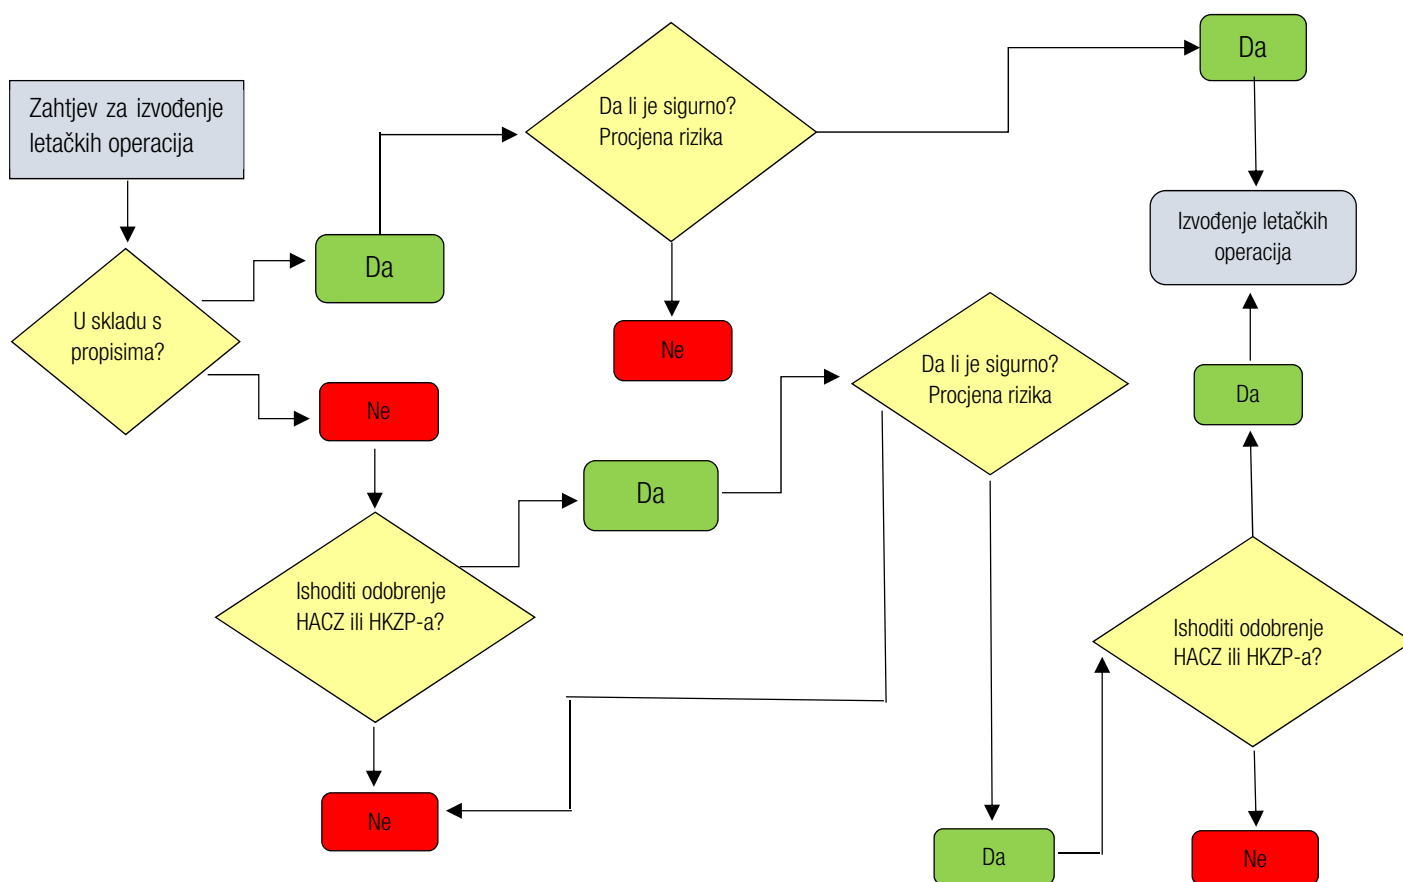 Zahtjev za izvođenje
letačkih operacija
Da li je sigurno?
Procjena rizika
Da
Izvođenje letačkih
operacija
Da
U skladu s
propisima?
Ne
Ne
Da li je sigurno?
Procjena rizika
Da
Da
Ishoditi odobrenje
HACZ ili HKZP-a?
Ishoditi odobrenje
HACZ ili HKZP-a?
Ne
Da
Ne